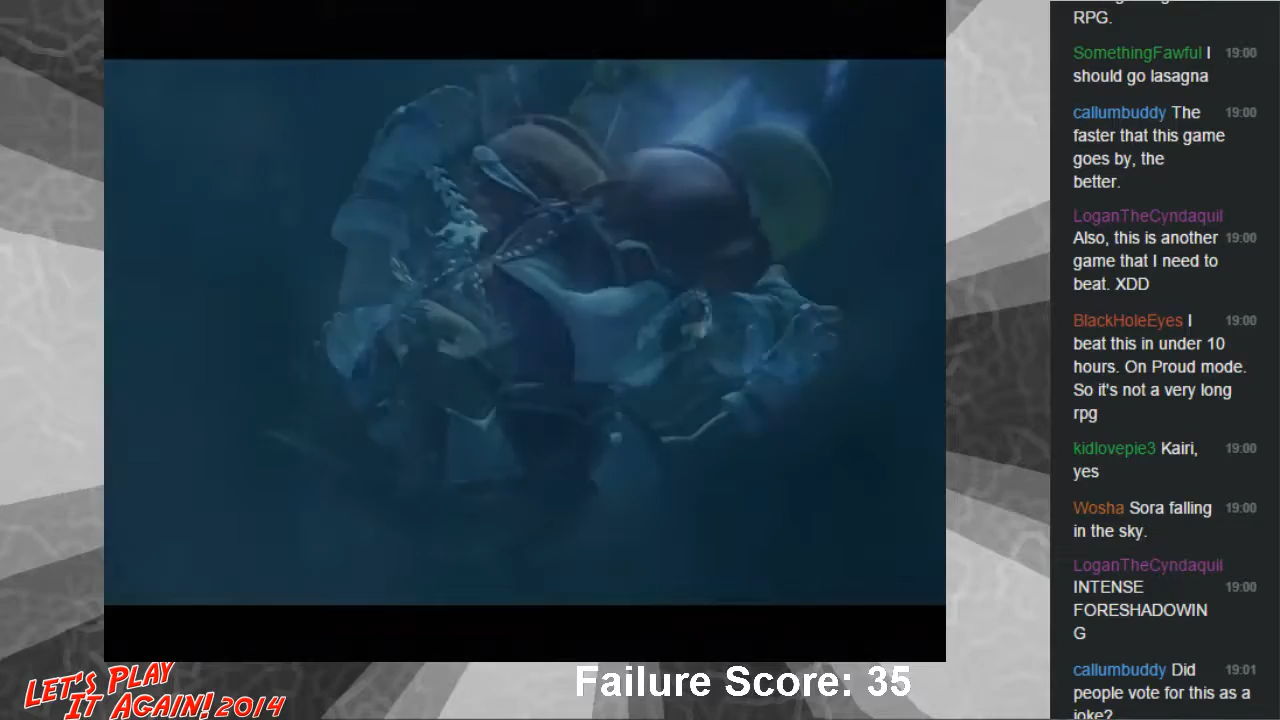 RPG.
SomethingFawful I 19:00
should go lasagna
callumbuddy The 19:00
faster that this game
goes by, the
better.
LoganTheCyndaquil
Also, this is another 19:00
game that I need to
beat. XDD
BlackHoleEyes I 19:00
beat this in under 10
hours. On Proud mode.
So it's not a very long
rpg
kidlovepie3 Kairi, 19:00
yes
Wosha Sora falling 19:00
in the sky.
LoganTheCyndaquil
INTENSE 19:00
FORESHADOWIN
G
callumbuddy Did 19:01
people vote for this as a
joke?
LET'S PLAY
IT AGAIN! 2014
Failure Score: 35